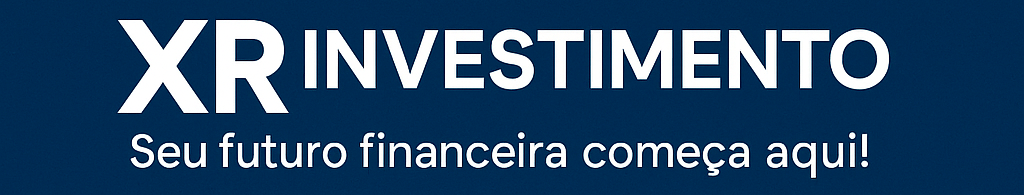 XR INVESTIMENTO
Seu futuro financeira começa aqui!